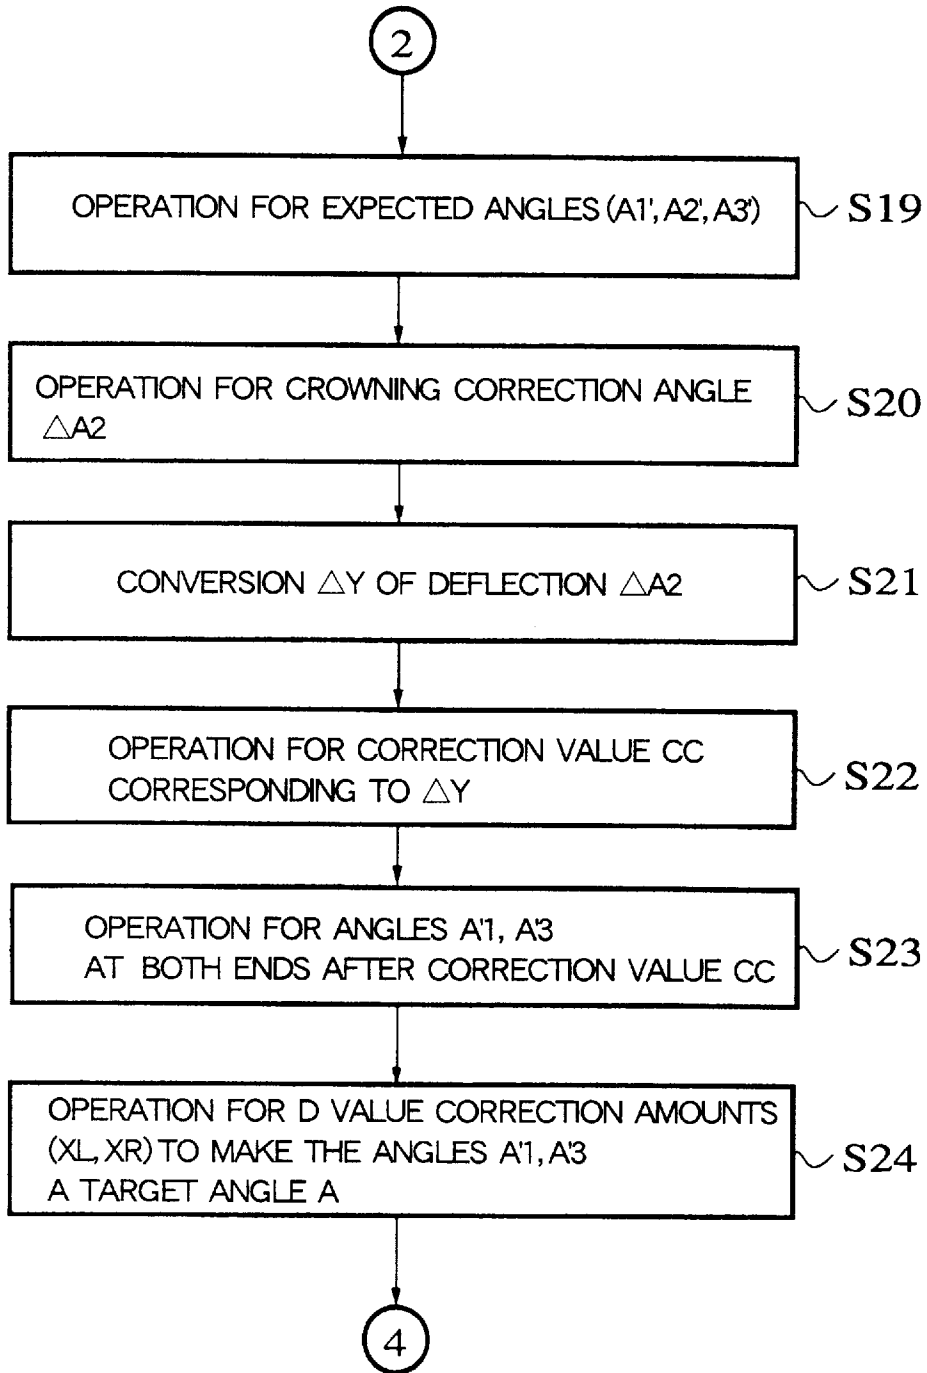 2
OPERATION FOR EXPECTED ANGLES (A1', A2', A3')
S19
OPERATION FOR CROWNING CORRECTION ANGLE
△A2
S20
CONVERSION △Y OF DEFLECTION △A2
S21
OPERATION FOR CORRECTION VALUE CC
CORRESPONDING TO △Y
S22
OPERATION FOR ANGLES A'1, A'3
AT BOTH ENDS AFTER CORRECTION VALUE CC
S23
OPERATION FOR D VALUE CORRECTION AMOUNTS
(XL, XR) TO MAKE THE ANGLES A'1, A'3
A TARGET ANGLE A
S24
4